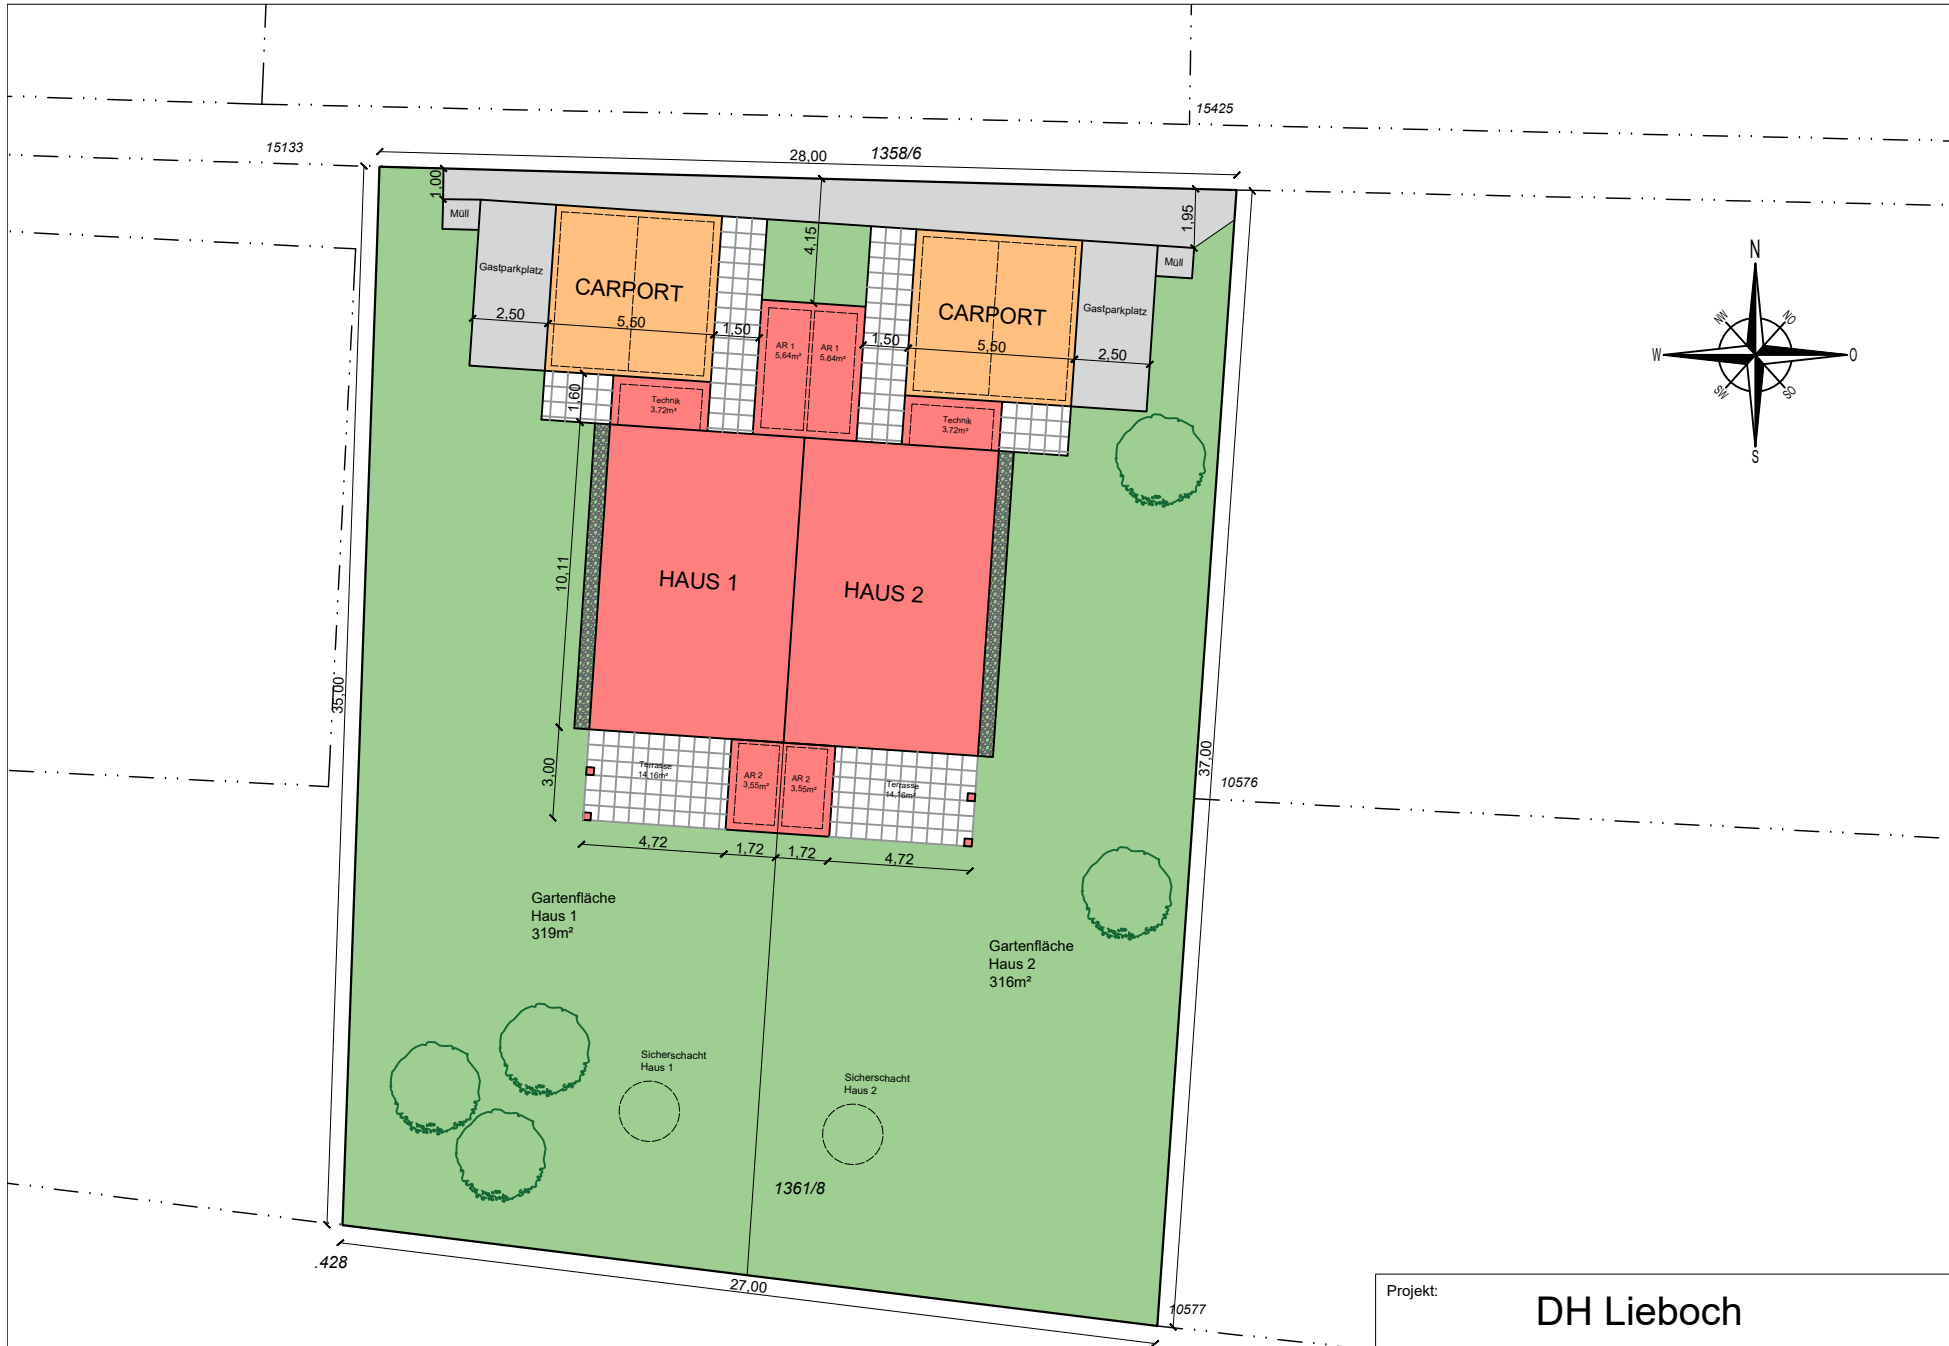 15425
15133
28,00
1358/6
1,00
Müll
4,15
1,95
Müll
N
NW
NO
W
O
SW
SO
S
Gastparkplatz
CARPORT
CARPORT
Gastparkplatz
2,50
5,50
1,50
1,50
5,50
2,50
AR 1
5,64m²
AR 1
5,64m²
1,60
Technik
3,72m²
Technik
3,72m²
10,11
HAUS 1
HAUS 2
35,00
37,00
3,00
Terrasse
14,16m²
AR 2
3,55m²
AR 2
3,55m²
Terrasse
14,16m²
10576
4,72
1,72
1,72
4,72
Gartenfläche
Haus 1
319m²
Gartenfläche
Haus 2
316m²
Sicherschacht
Haus 1
Sicherschacht
Haus 2
1361/8
.428
27,00
10577
Projekt:
DH Lieboch